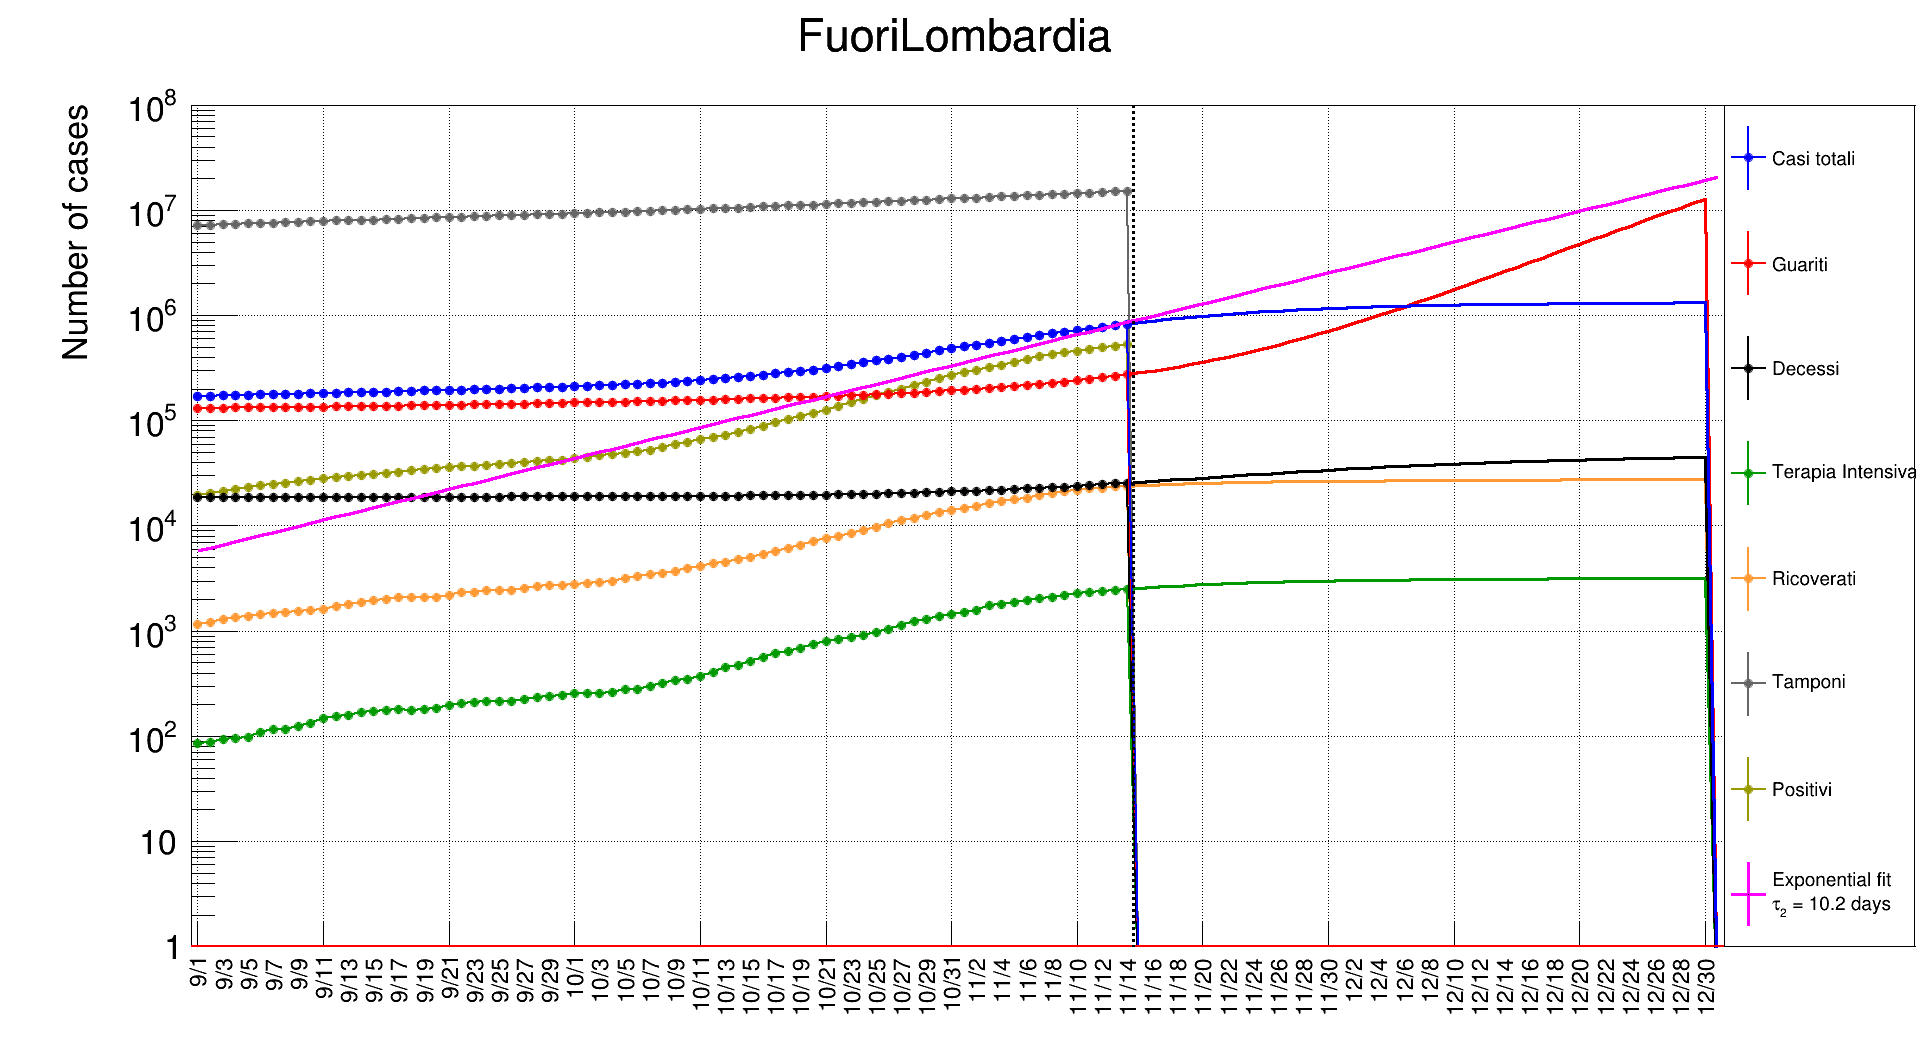 FuoriLombardia
Number of cases
10^8
10^7
10^6
10^5
10^4
10^3
10^2
10
1
9/1 9/3 9/5 9/7 9/9 9/11 9/13 9/15 9/17 9/19 9/21 9/23 9/25 9/27 9/29 10/1 10/3 10/5 10/7 10/9 10/11 10/13 10/15 10/17 10/19 10/21 10/23 10/25 10/27 10/29 10/31 11/2 11/4 11/6 11/8 11/10 11/12 11/14 11/16 11/18 11/20 11/22 11/24 11/26 11/28 11/30 12/2 12/4 12/6 12/8 12/10 12/12 12/14 12/16 12/18 12/20 12/22 12/24 12/26 12/28 12/30
Casi totali
Guariti
Decessi
Terapia Intensiva
Ricoverati
Tamponi
Positivi
Exponential fit
τ₂ = 10.2 days